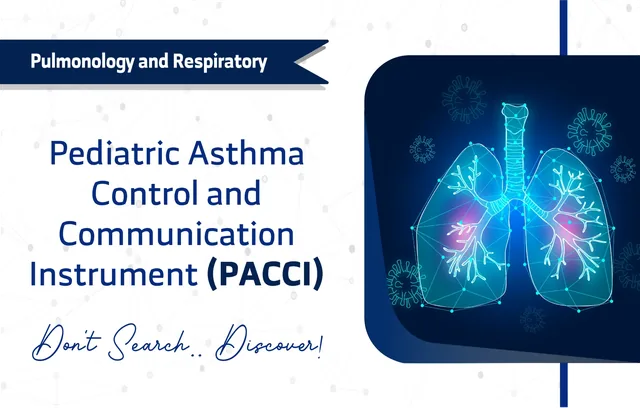 Pulmonology and Respiratory
Pediatric Asthma
Control and
Communication
Instrument (PACCI)
Don't Search.. Discover!